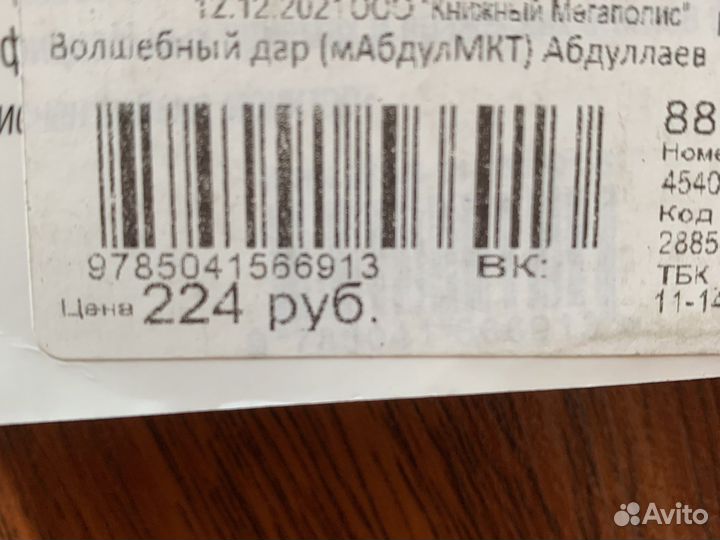 12.12.2021 ООО "Книжный Мегаполис"
Волшебный дар (мАбдулМКТ) Абдуллаев
ф
88
Номе
4540
Код
2885
ТБК
11-14
9785041566913 ВК:
Цена 224 руб.
Avito